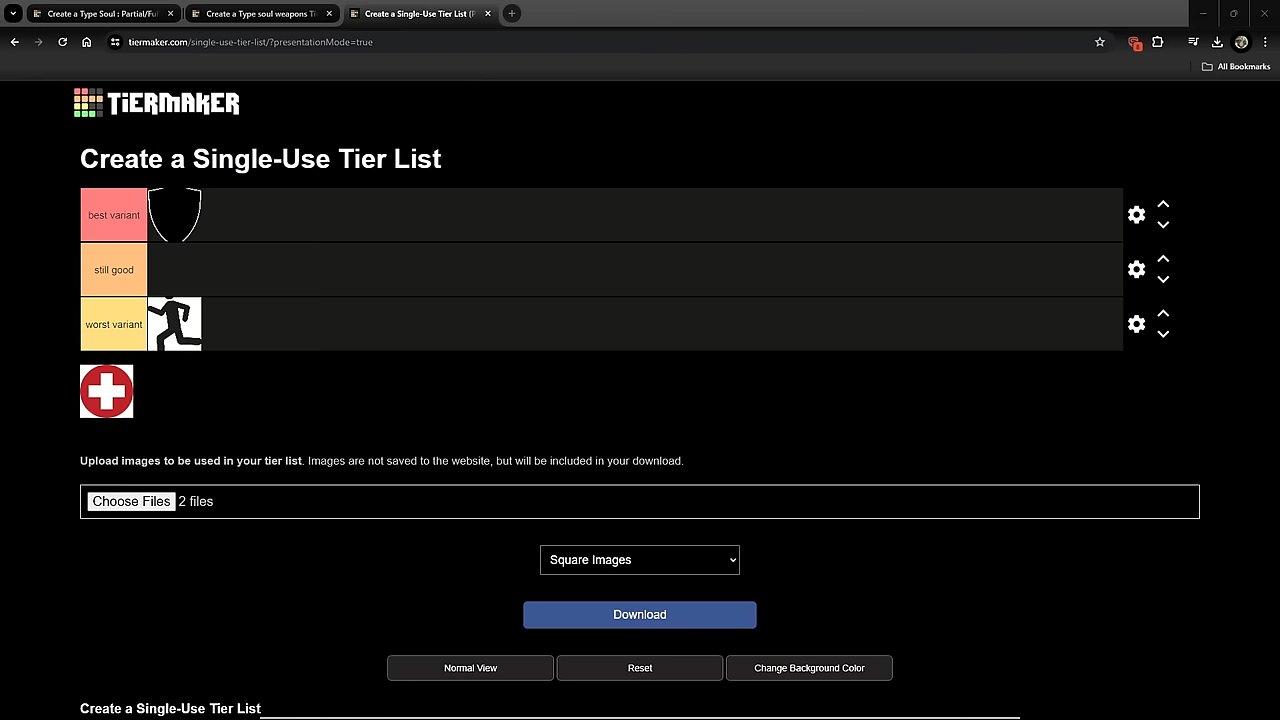 Create a Type Soul : Partial/Ful
Create a Type soul weapons Ti
Create a Single-Use Tier List (F
tiermaker.com/single-use-tier-list/?presentationMode=true
All Bookmarks
TiERMAKER
Create a Single-Use Tier List
best variant
still good
worst variant
Upload images to be used in your tier list. Images are not saved to the website, but will be included in your download.
Choose Files 2 files
Square Images
Download
Normal View
Reset
Change Background Color
Create a Single-Use Tier List